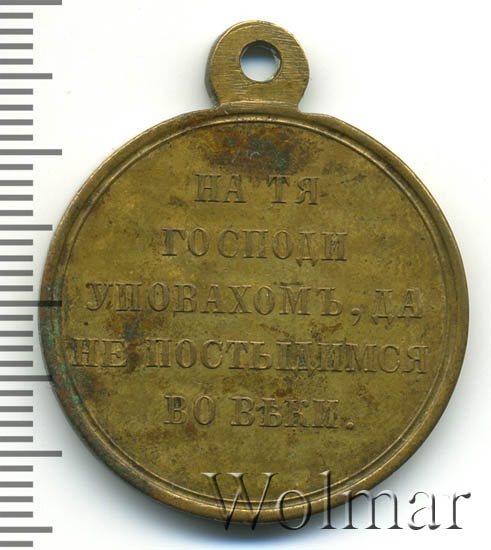 НА ТЯ
ГОСПОДИ
УПОВАХОМЪ, ДА
НЕ ПОСТЫДИМСЯ
ВО ВѢКИ.
Wolmar